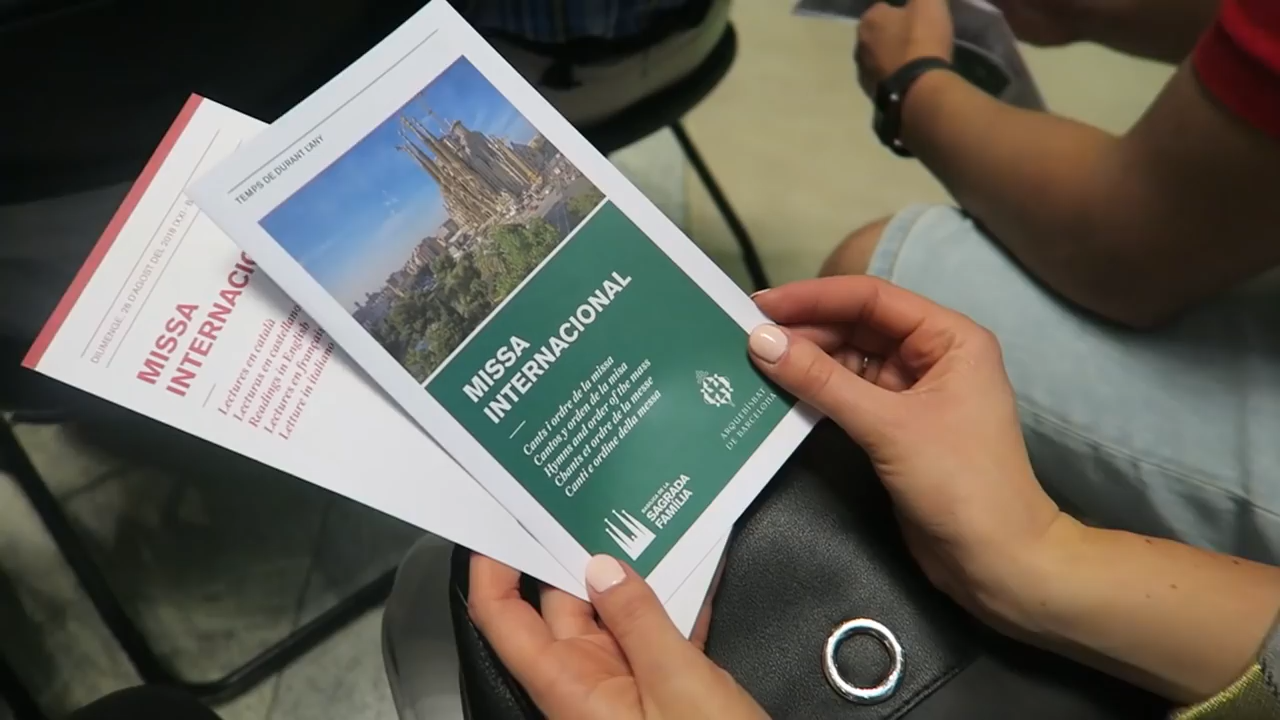 DIUMENGE, 26 D'AGOST DEL 2018
MISSA
INTERNACIO
Lectures en català
Lecturas en castellano
Readings in English
Lectures en français
Letture in italiano
TEMPS DE DURANT L'ANY
MISSA
INTERNACIONAL
Cants i ordre de la missa
Cantos y orden de la misa
Hymns and order of the mass
Chants et ordre de la messe
Canti e ordine della messa
ARQUEBISBAT
DE BARCELONA
BASÍLICA DE LA
SAGRADA
FAMÍLIA